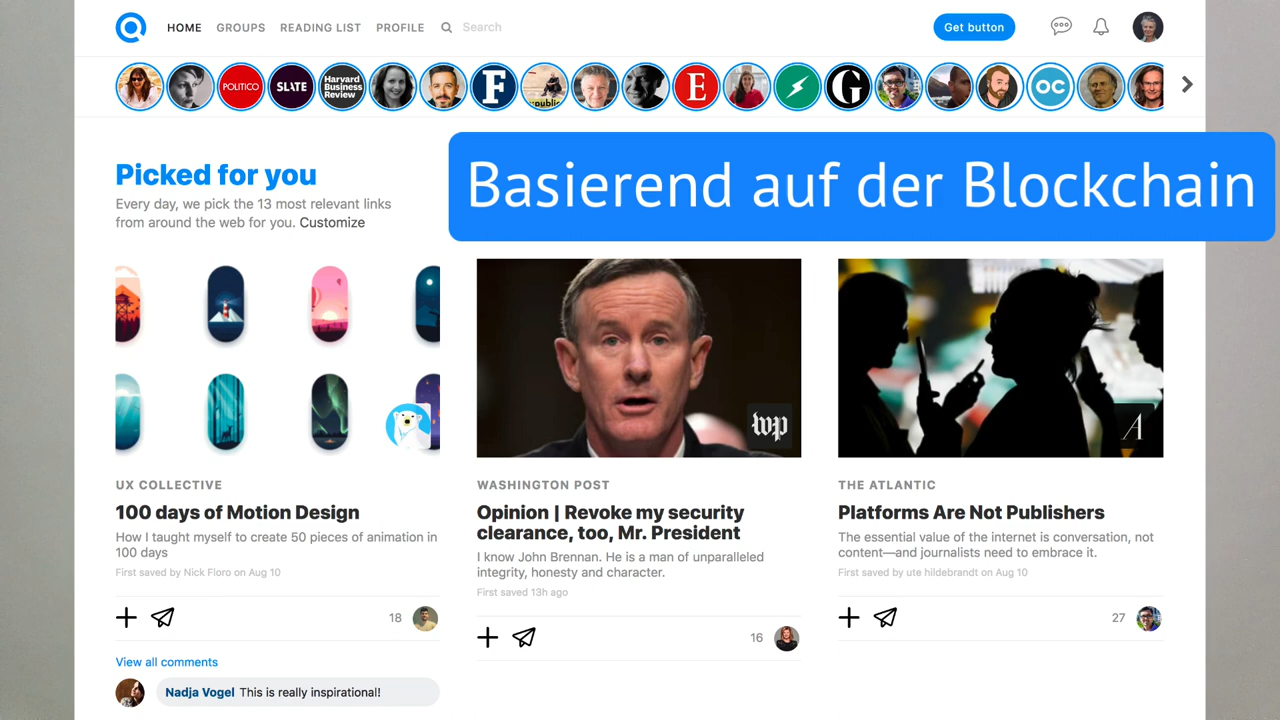 HOME GROUPS READING LIST PROFILE Search Get button
POLITICO
SLATE
Harvard
Business
Review
F
E
G
OC
Picked for you
Every day, we pick the 13 most relevant links
from around the web for you. Customize
Basierend auf der Blockchain
wp
A
UX COLLECTIVE
100 days of Motion Design
How I taught myself to create 50 pieces of animation in
100 days
First saved by Nick Floro on Aug 10
18
View all comments
Nadja Vogel This is really inspirational!
WASHINGTON POST
Opinion | Revoke my security
clearance, too, Mr. President
I know John Brennan. He is a man of unparalleled
integrity, honesty and character.
First saved 13h ago
16
THE ATLANTIC
Platforms Are Not Publishers
The essential value of the internet is conversation, not
content—and journalists need to embrace it.
First saved by ute hildebrandt on Aug 10
27